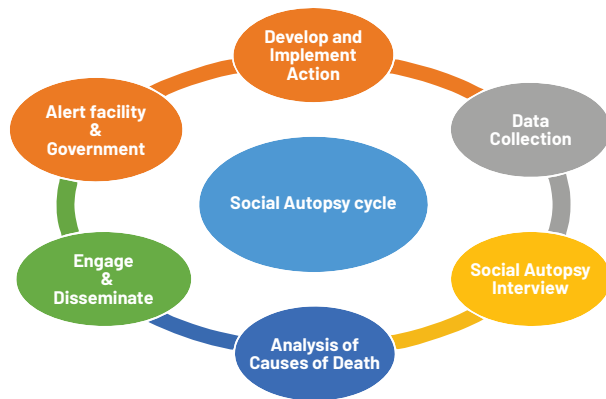 Develop and
Implement
Action
Alert facility
&
Government
Data
Collection
Social Autopsy cycle
Engage
&
Disseminate
Social Autopsy
Interview
Analysis of
Causes of Death